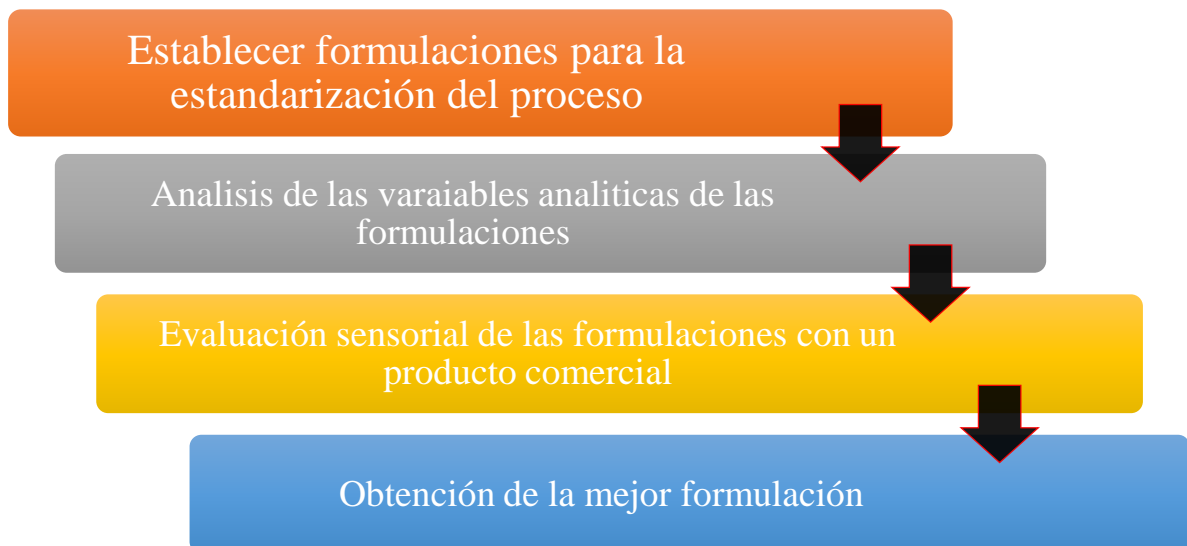 Establecer formulaciones para la
estandarización del proceso
Analisis de las varaiables analiticas de las
formulaciones
Evaluación sensorial de las formulaciones con un
producto comercial
Obtención de la mejor formulación